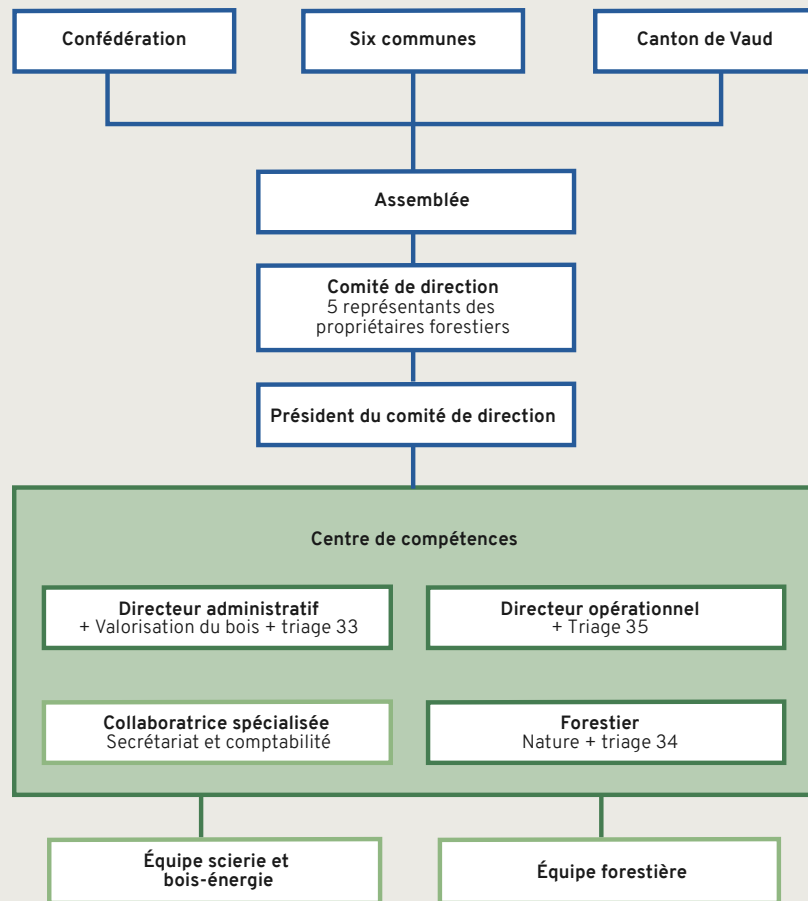 Confédération
Six communes
Canton de Vaud
Assemblée
Comité de direction
5 représentants des
propriétaires forestiers
Président du comité de direction
Centre de compétences
Directeur administratif
+ Valorisation du bois + triage 33
Directeur opérationnel
+ Triage 35
Collaboratrice spécialisée
Secrétariat et comptabilité
Forestier
Nature + triage 34
Équipe scierie et
bois-énergie
Équipe forestière